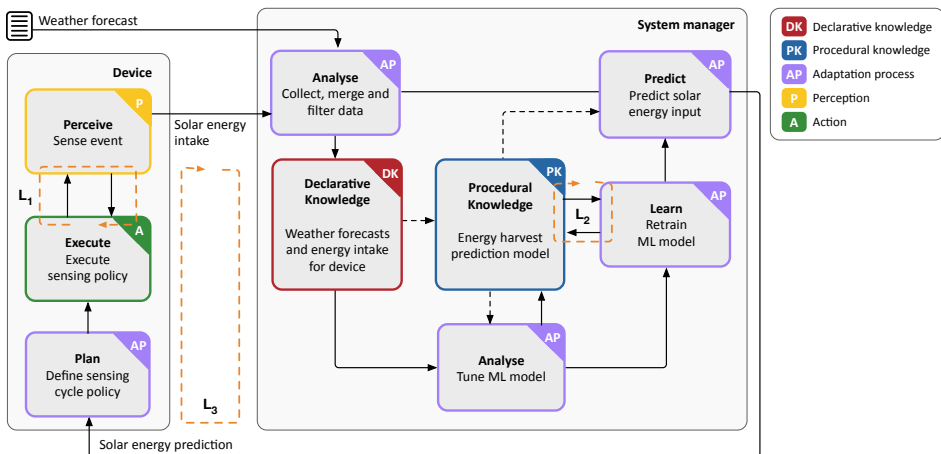 Weather forecast
System manager
Device
P
Perceive
Sense event
Solar energy
intake
L1
A
Execute
Execute
sensing policy
AP
Plan
Define sensing
cycle policy
L3
Solar energy prediction
AP
Analyse
Collect, merge and
filter data
DK
Declarative
Knowledge
Weather forecasts
and energy intake
for device
PK
Procedural
Knowledge
Energy harvest
prediction model
L2
AP
Predict
Predict solar
energy input
AP
Learn
Retrain
ML model
AP
Analyse
Tune ML model
DK Declarative knowledge
PK Procedural knowledge
AP Adaptation process
P Perception
A Action